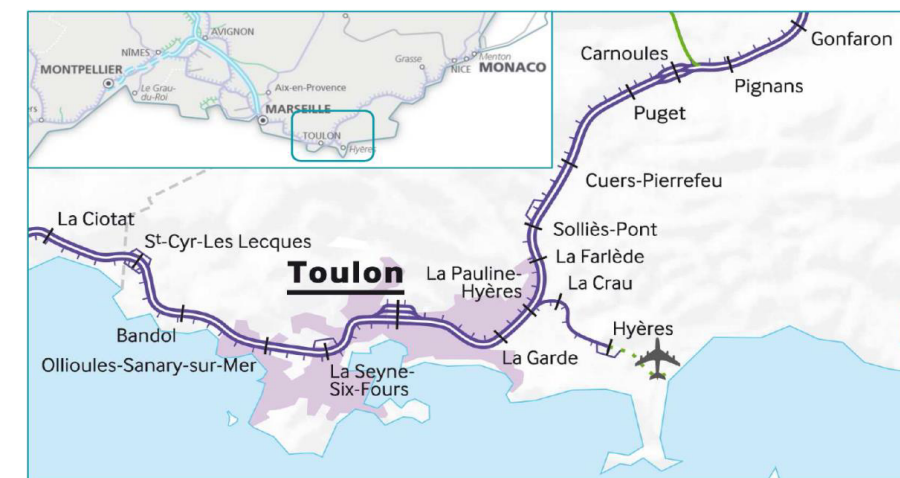 AVIGNON
NÎMES
Grasse
Menton
MONTPELLIER
NICE MONACO
Le Grau-
du-Roi
Aix-en-Provence
MARSEILLE
TOULON
Hyères
Gonfaron
Carnoules
Pignans
Puget
Cuers-Pierrefeu
La Ciotat
St-Cyr-Les Lecques
Solliès-Pont
La Farlède
Toulon
La Pauline-
Hyères
La Crau
Bandol
Hyères
Ollioules-Sanary-sur-Mer
La Garde
La Seyne-
Six-Fours